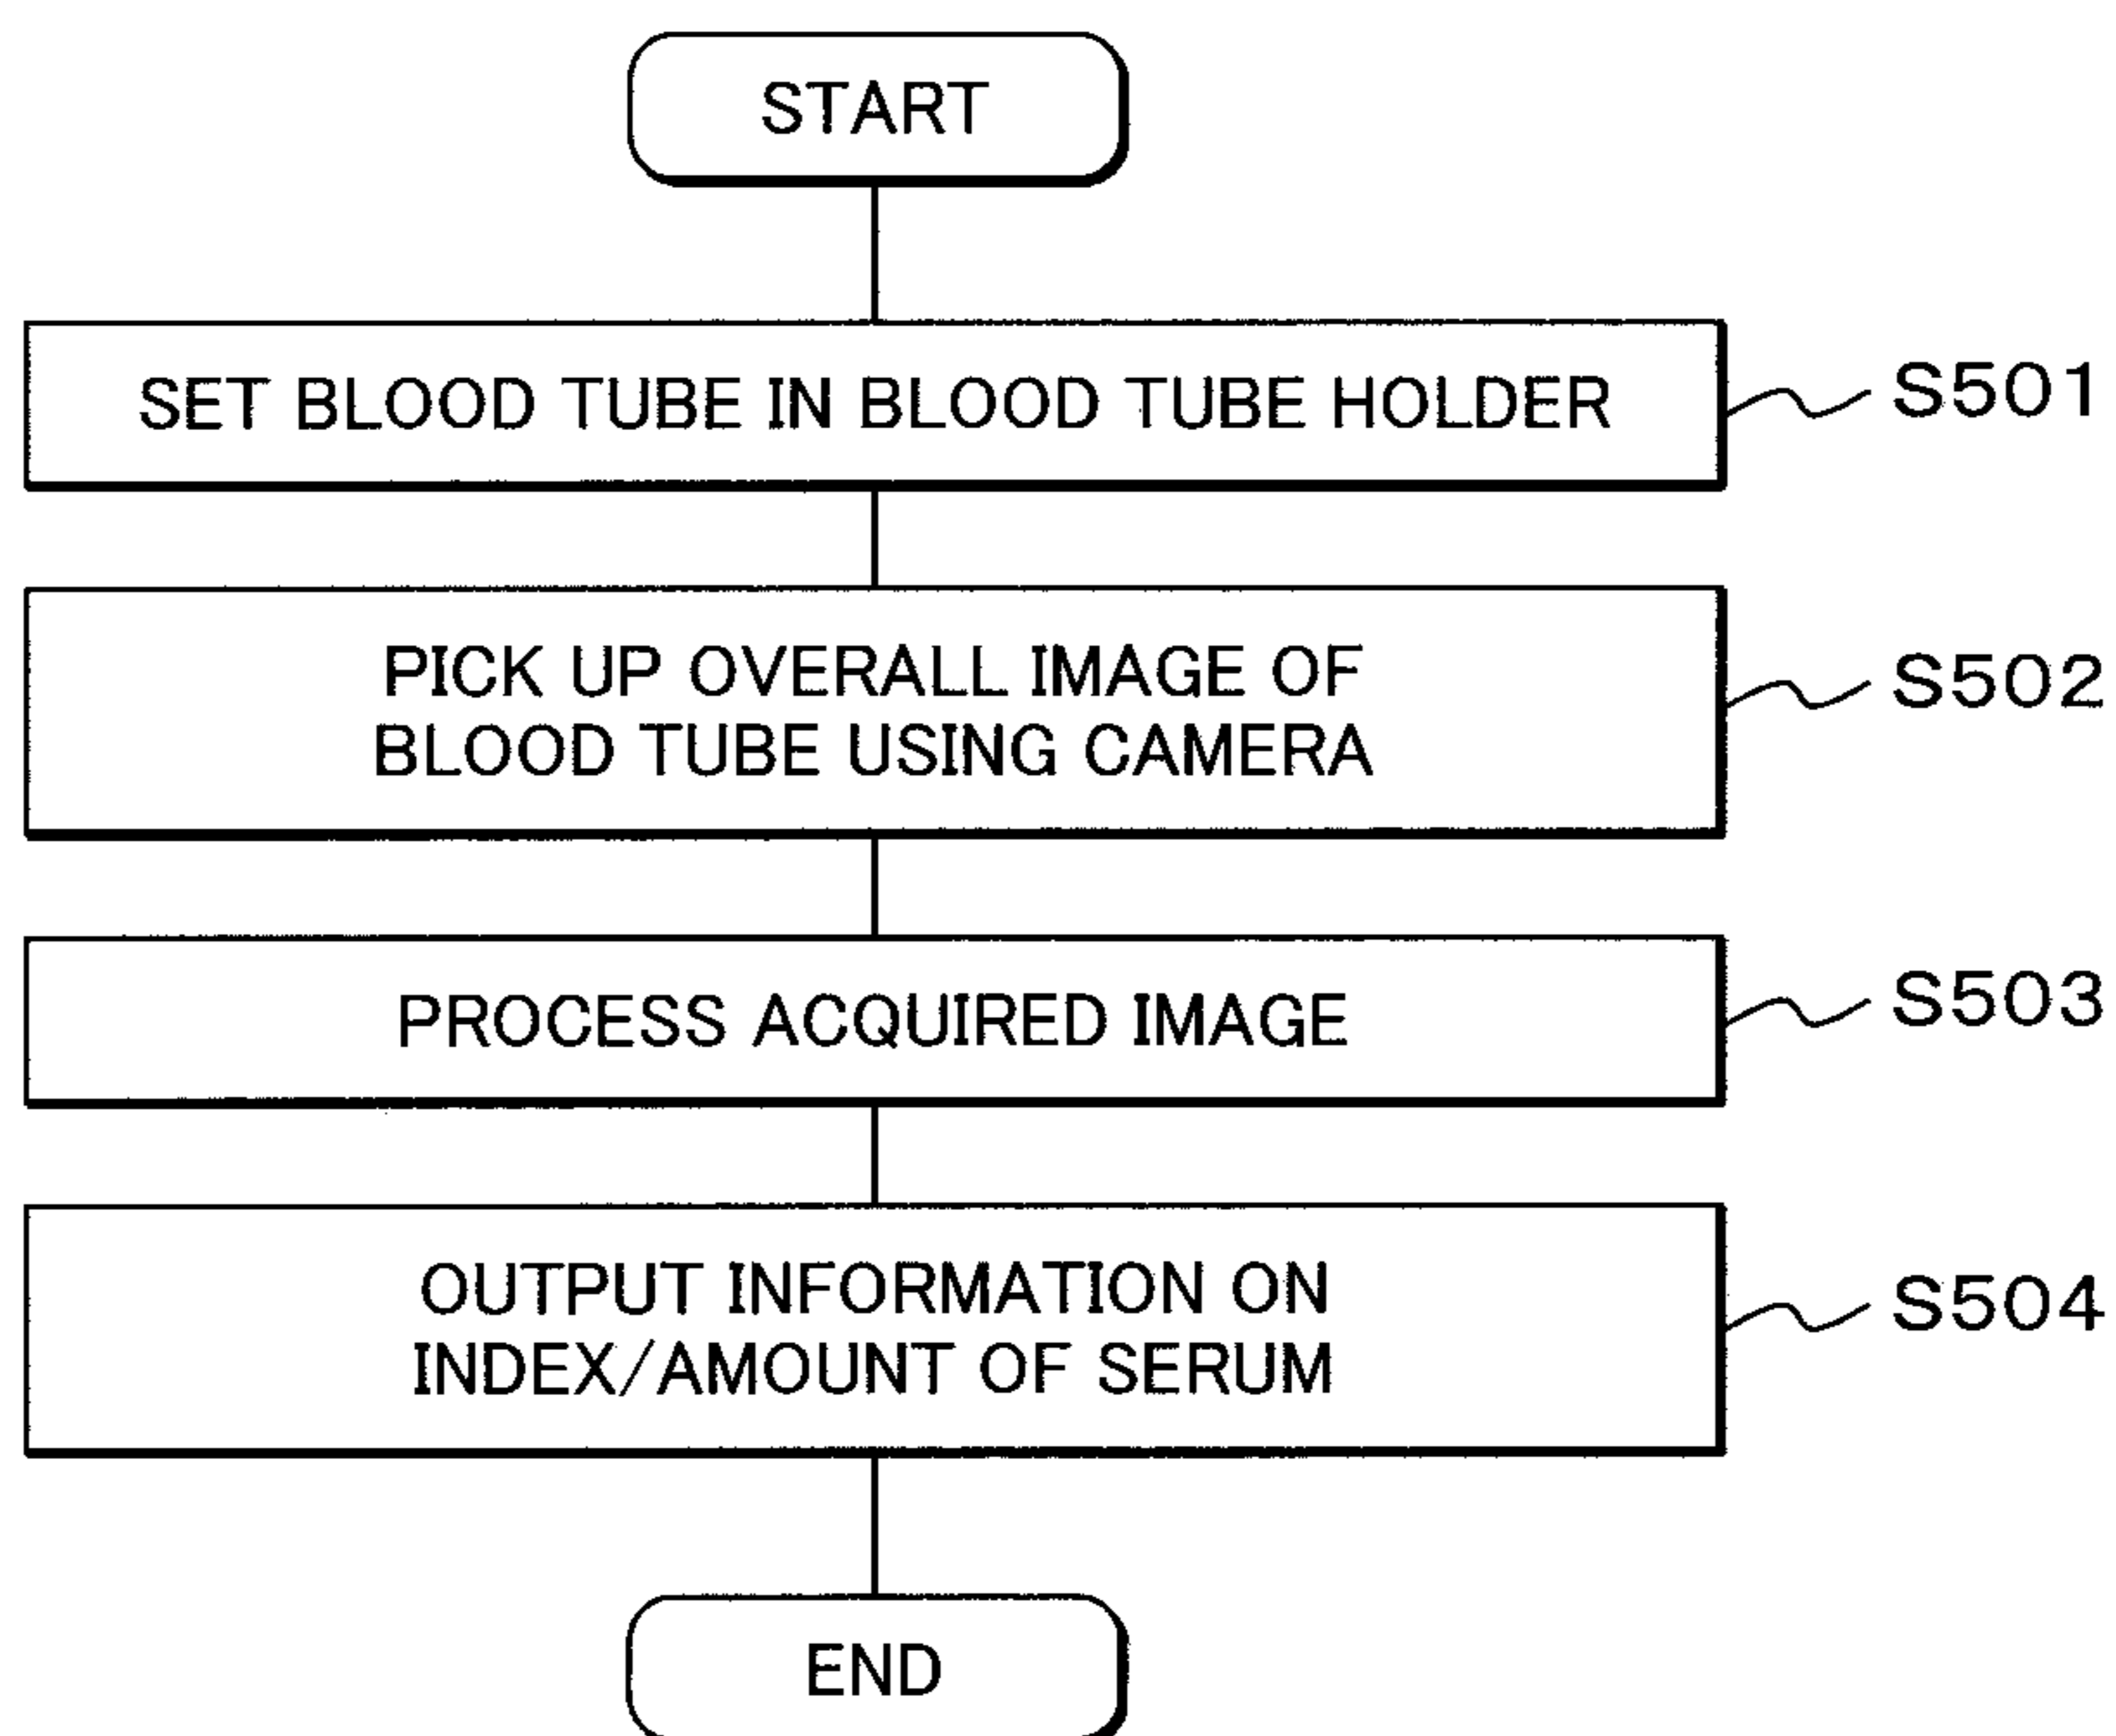 START
SET BLOOD TUBE IN BLOOD TUBE HOLDER
S501
PICK UP OVERALL IMAGE OF
BLOOD TUBE USING CAMERA
S502
PROCESS ACQUIRED IMAGE
S503
OUTPUT INFORMATION ON
INDEX/AMOUNT OF SERUM
S504
END